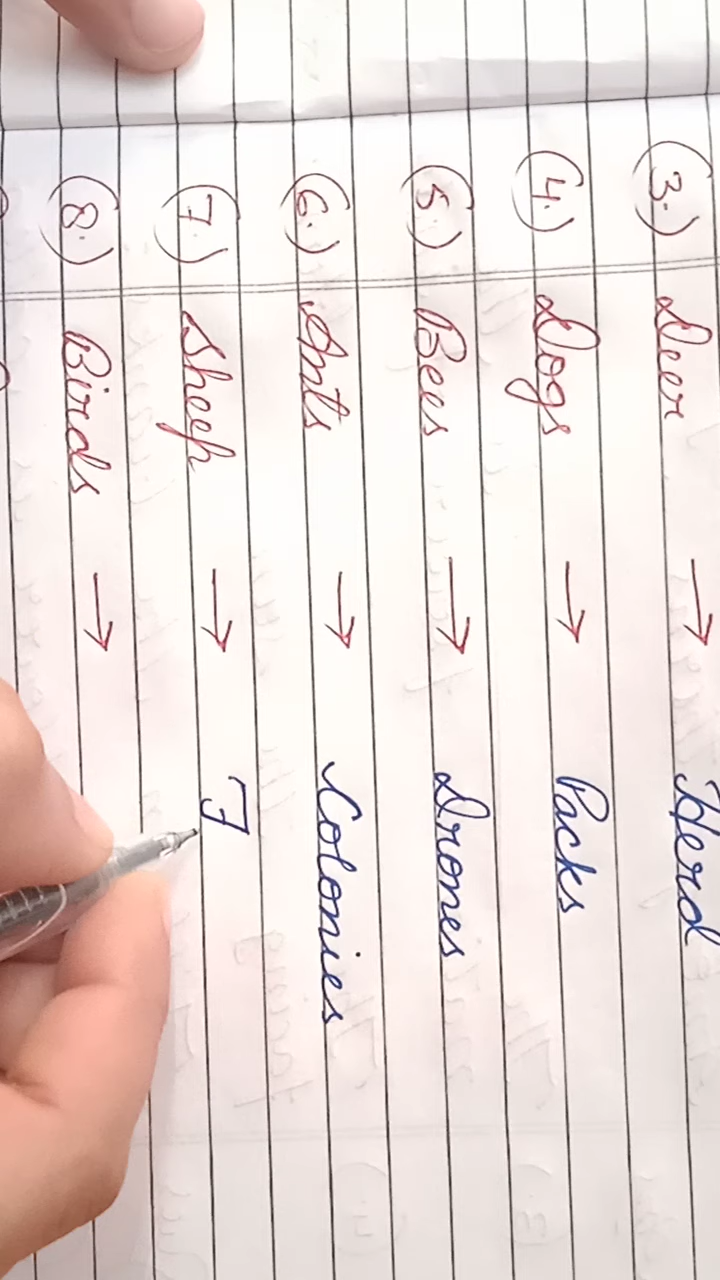 3.) Deer → Herd
4.) Dogs → Packs
5.) Bees → Drones
6.) Ants → Colonies
7.) Sheep → F
8.) Birds →